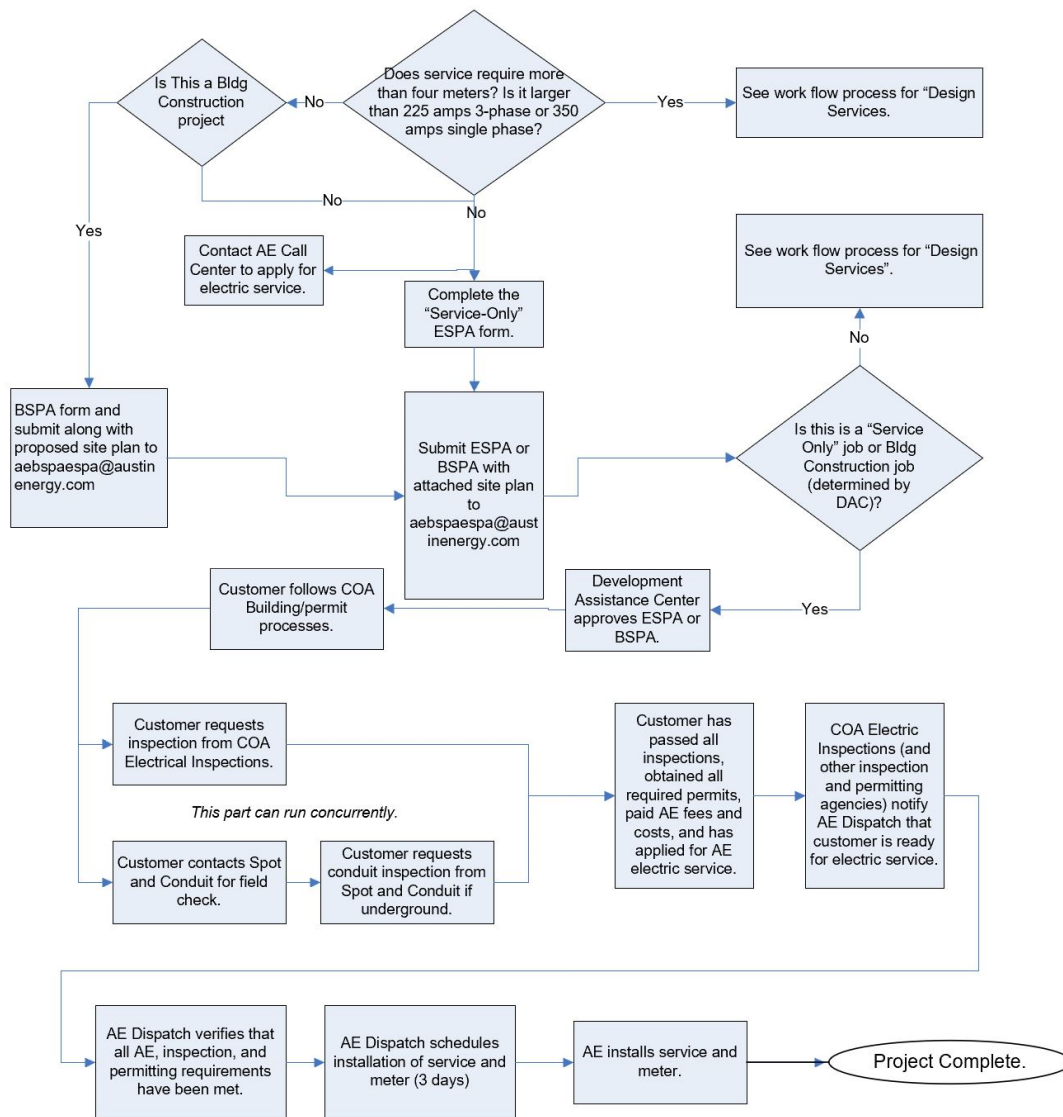 Is This a Bldg
Construction
project
No
Does service require more
than four meters? Is it larger
than 225 amps 3-phase or 350
amps single phase?
Yes
See work flow process for “Design
Services.
No
No
Yes
Contact AE Call
Center to apply for
electric service.
Complete the
“Service-Only”
ESPA form.
See work flow process for “Design
Services”.
No
BSPA form and
submit along with
proposed site plan to
aebspaespa@austin
energy.com
Submit ESPA or
BSPA with
attached site plan
to
aebspaespa@aust
inenergy.com
Is this is a “Service
Only” job or Bldg
Construction job
(determined by
DAC)?
Yes
Development
Assistance Center
approves ESPA or
BSPA.
Customer follows COA
Building/permit
processes.
Customer requests
inspection from COA
Electrical Inspections.
This part can run concurrently.
Customer contacts Spot
and Conduit for field
check.
Customer requests
conduit inspection from
Spot and Conduit if
underground.
Customer has
passed all
inspections,
obtained all
required permits,
paid AE fees and
costs, and has
applied for AE
electric service.
COA Electric
Inspections (and
other inspection
and permitting
agencies) notify
AE Dispatch that
customer is ready
for electric service.
AE Dispatch verifies that
all AE, inspection, and
permitting requirements
have been met.
AE Dispatch schedules
installation of service and
meter (3 days)
AE installs service and
meter.
Project Complete.